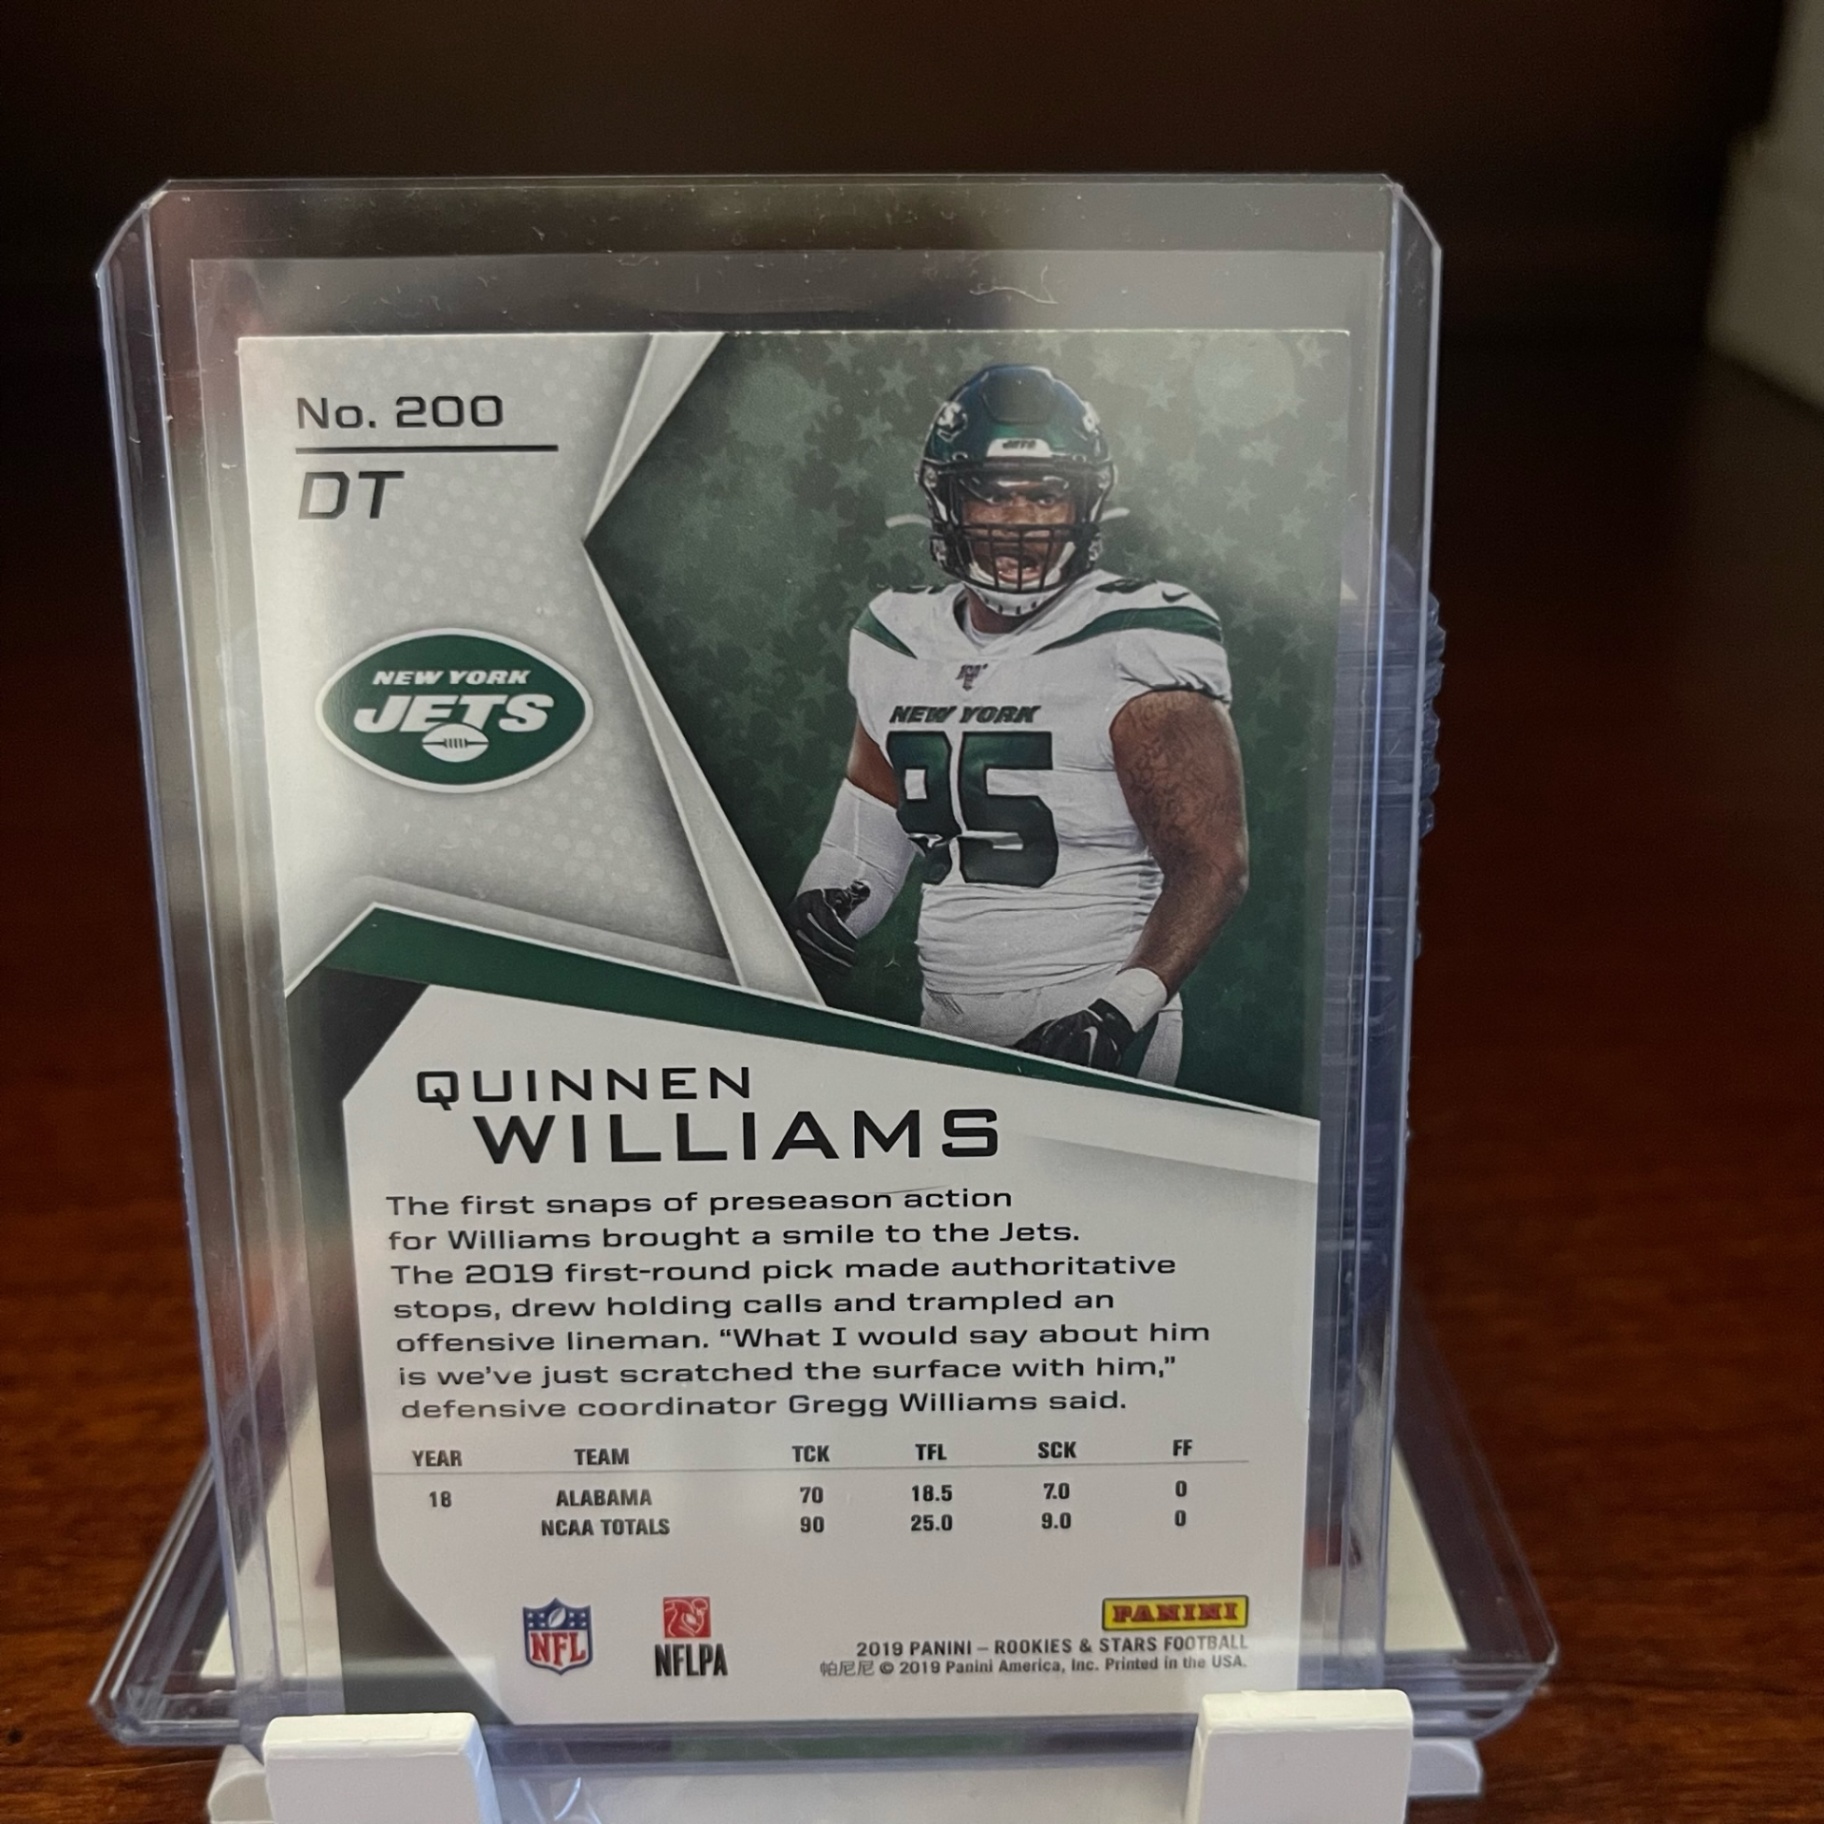 No. 200
DT
NEW YORK
JETS
JETS
NEW YORK
95
QUINNEN
WILLIAMS
The first snaps of preseason action
for Williams brought a smile to the Jets.
The 2019 first-round pick made authoritative
stops, drew holding calls and trampled an
offensive lineman. “What I would say about him
is we’ve just scratched the surface with him,”
defensive coordinator Gregg Williams said.
YEAR TEAM TCK TFL SCK FF
18 ALABAMA 70 18.5 7.0 0
NCAA TOTALS 90 25.0 9.0 0
NFL
NFLPA
PANINI
2019 PANINI – ROOKIES & STARS FOOTBALL
帕尼尼 © 2019 Panini America, Inc. Printed in the USA.